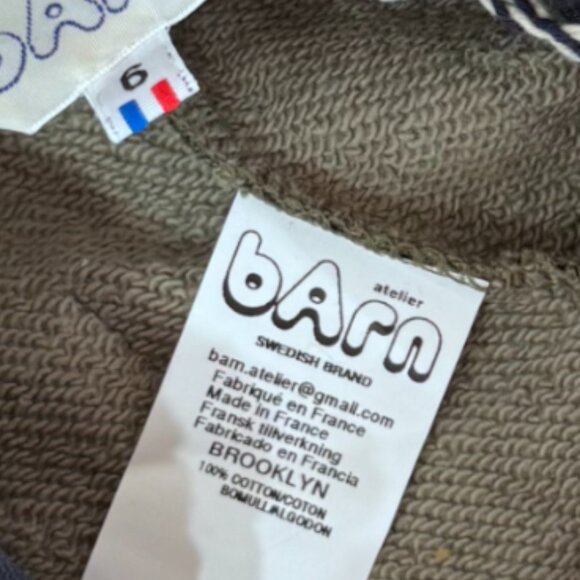 6
bArn
atelier
SWEDISH BRAND
barn.atelier@gmail.com
Fabriqué en France
Made in France
Fransk tillverkning
Fabricado en Francia
BROOKLYN
100% COTTON/COTON
BOMULL/ALGODON